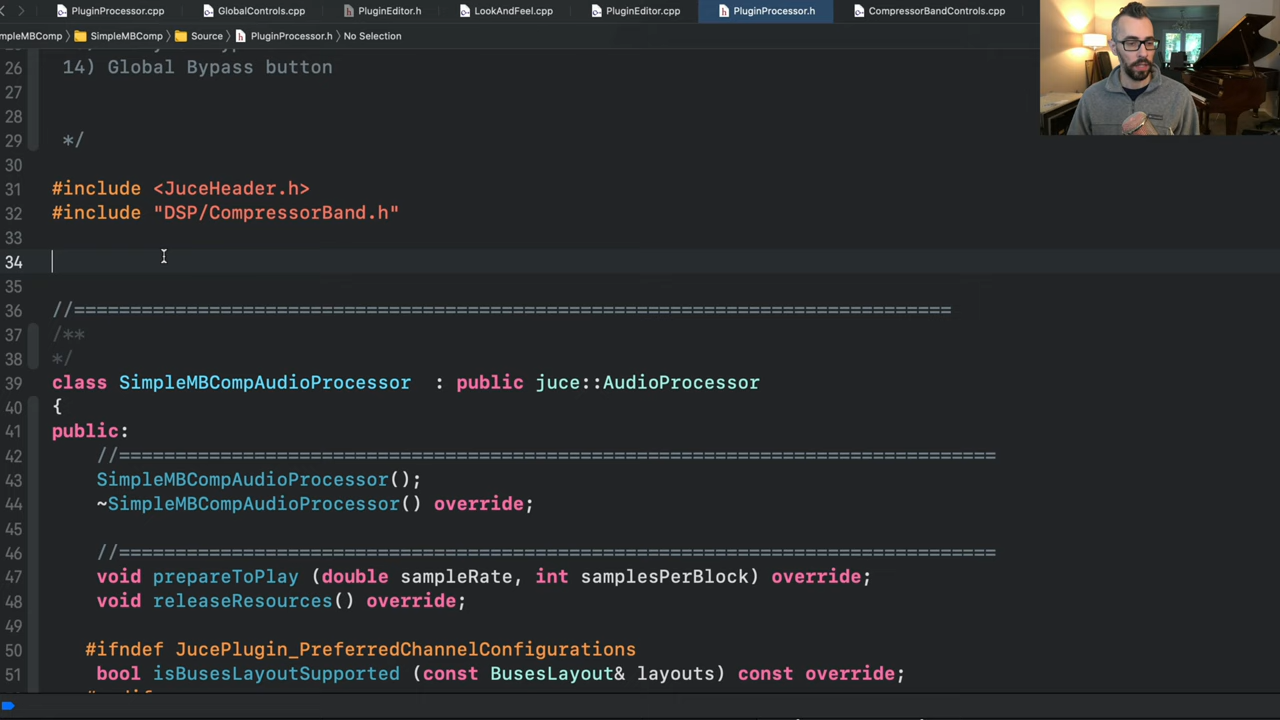 PluginProcessor.cpp GlobalControls.cpp PluginEditor.h LookAndFeel.cpp PluginEditor.cpp PluginProcessor.h CompressorBandControls.cpp
SimpleMBComp Source PluginProcessor.h No Selection
26 14) Global Bypass button
27
28
29 */
30
31 #include <JuceHeader.h>
32 #include "DSP/CompressorBand.h"
33
34
35
36 //==============================================================================
37 /**
38 */
39 class SimpleMBCompAudioProcessor : public juce::AudioProcessor
40 {
41 public:
42 //==============================================================================
43 SimpleMBCompAudioProcessor();
44 ~SimpleMBCompAudioProcessor() override;
45
46 //==============================================================================
47 void prepareToPlay (double sampleRate, int samplesPerBlock) override;
48 void releaseResources() override;
49
50 #ifndef JucePlugin_PreferredChannelConfigurations
51 bool isBusesLayoutSupported (const BusesLayout& layouts) const override;